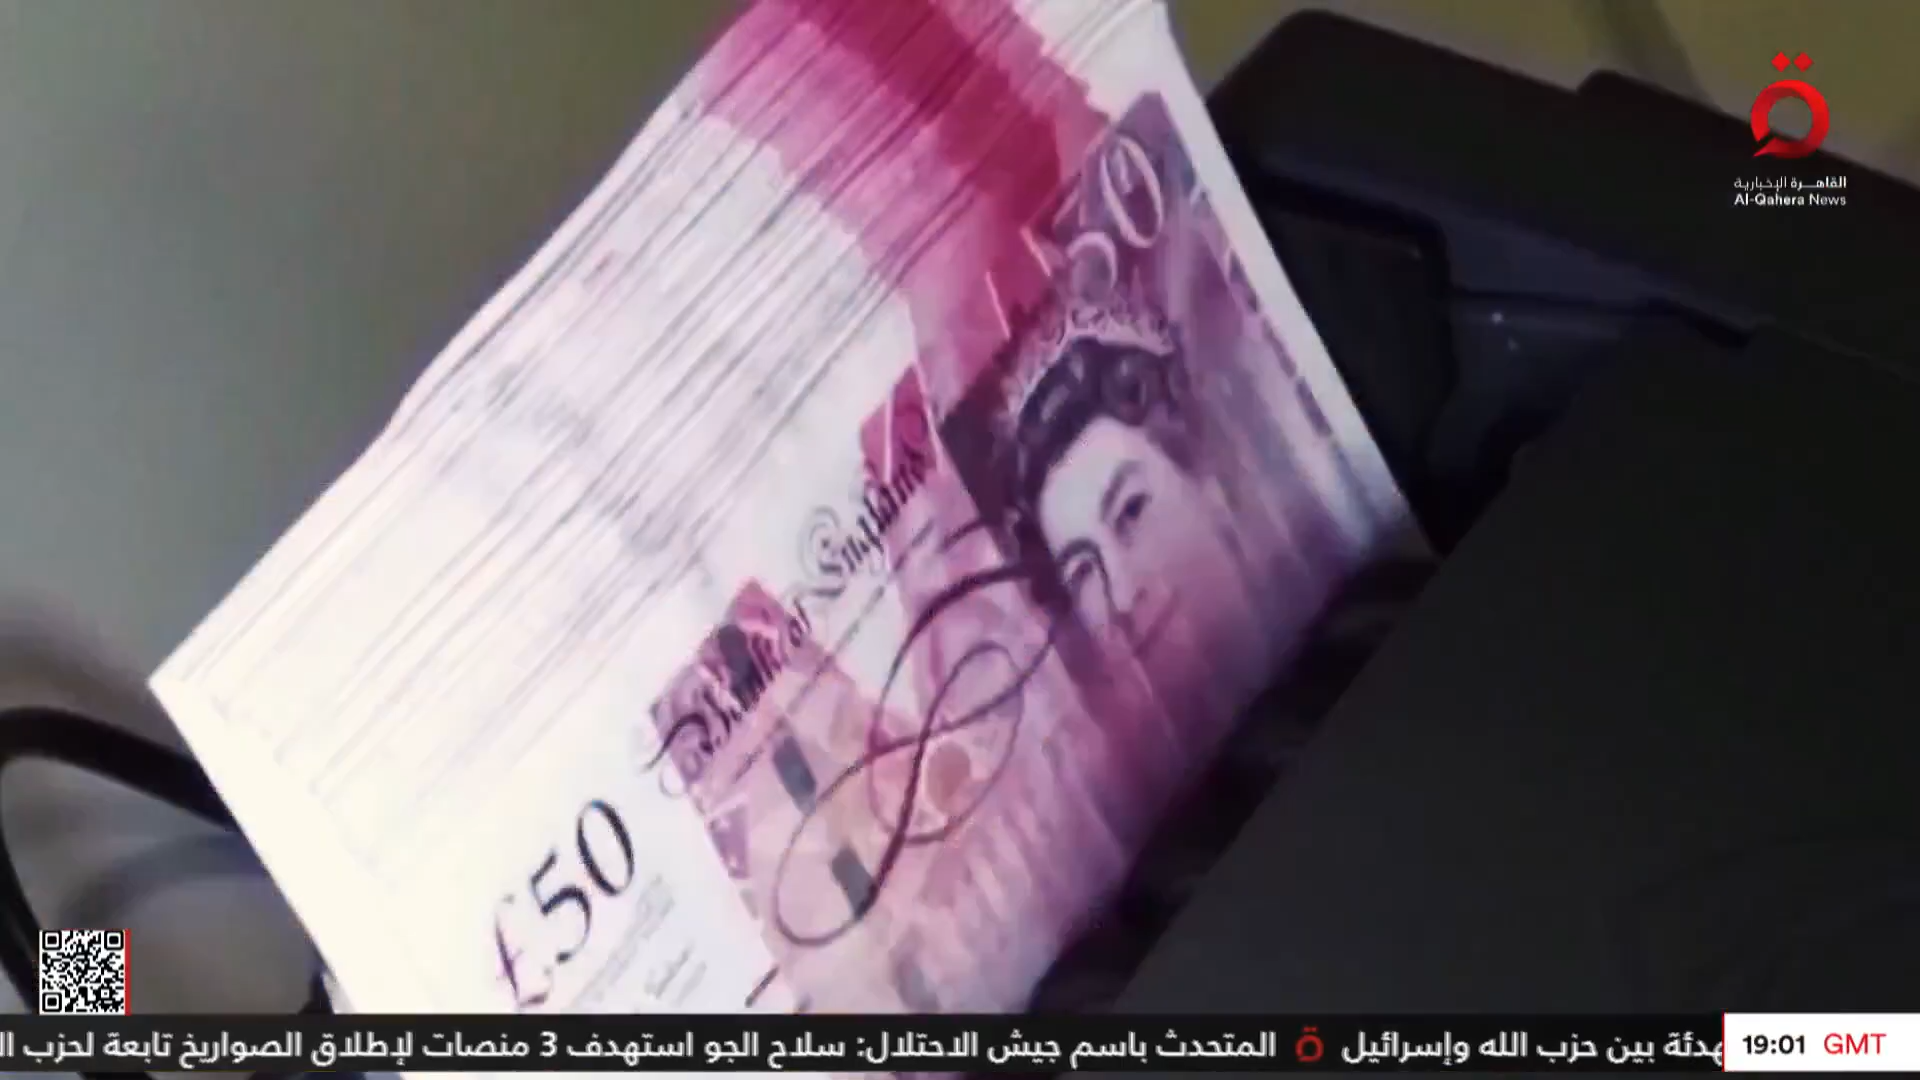 القاهرة الإخبارية
Al-Qahera News
50
Bank of England
£50
هدئة بين حزب الله وإسرائيل
المتحدث باسم جيش الاحتلال: سلاح الجو استهدف 3 منصات لإطلاق الصواريخ تابعة لحزب ال
19:01 GMT